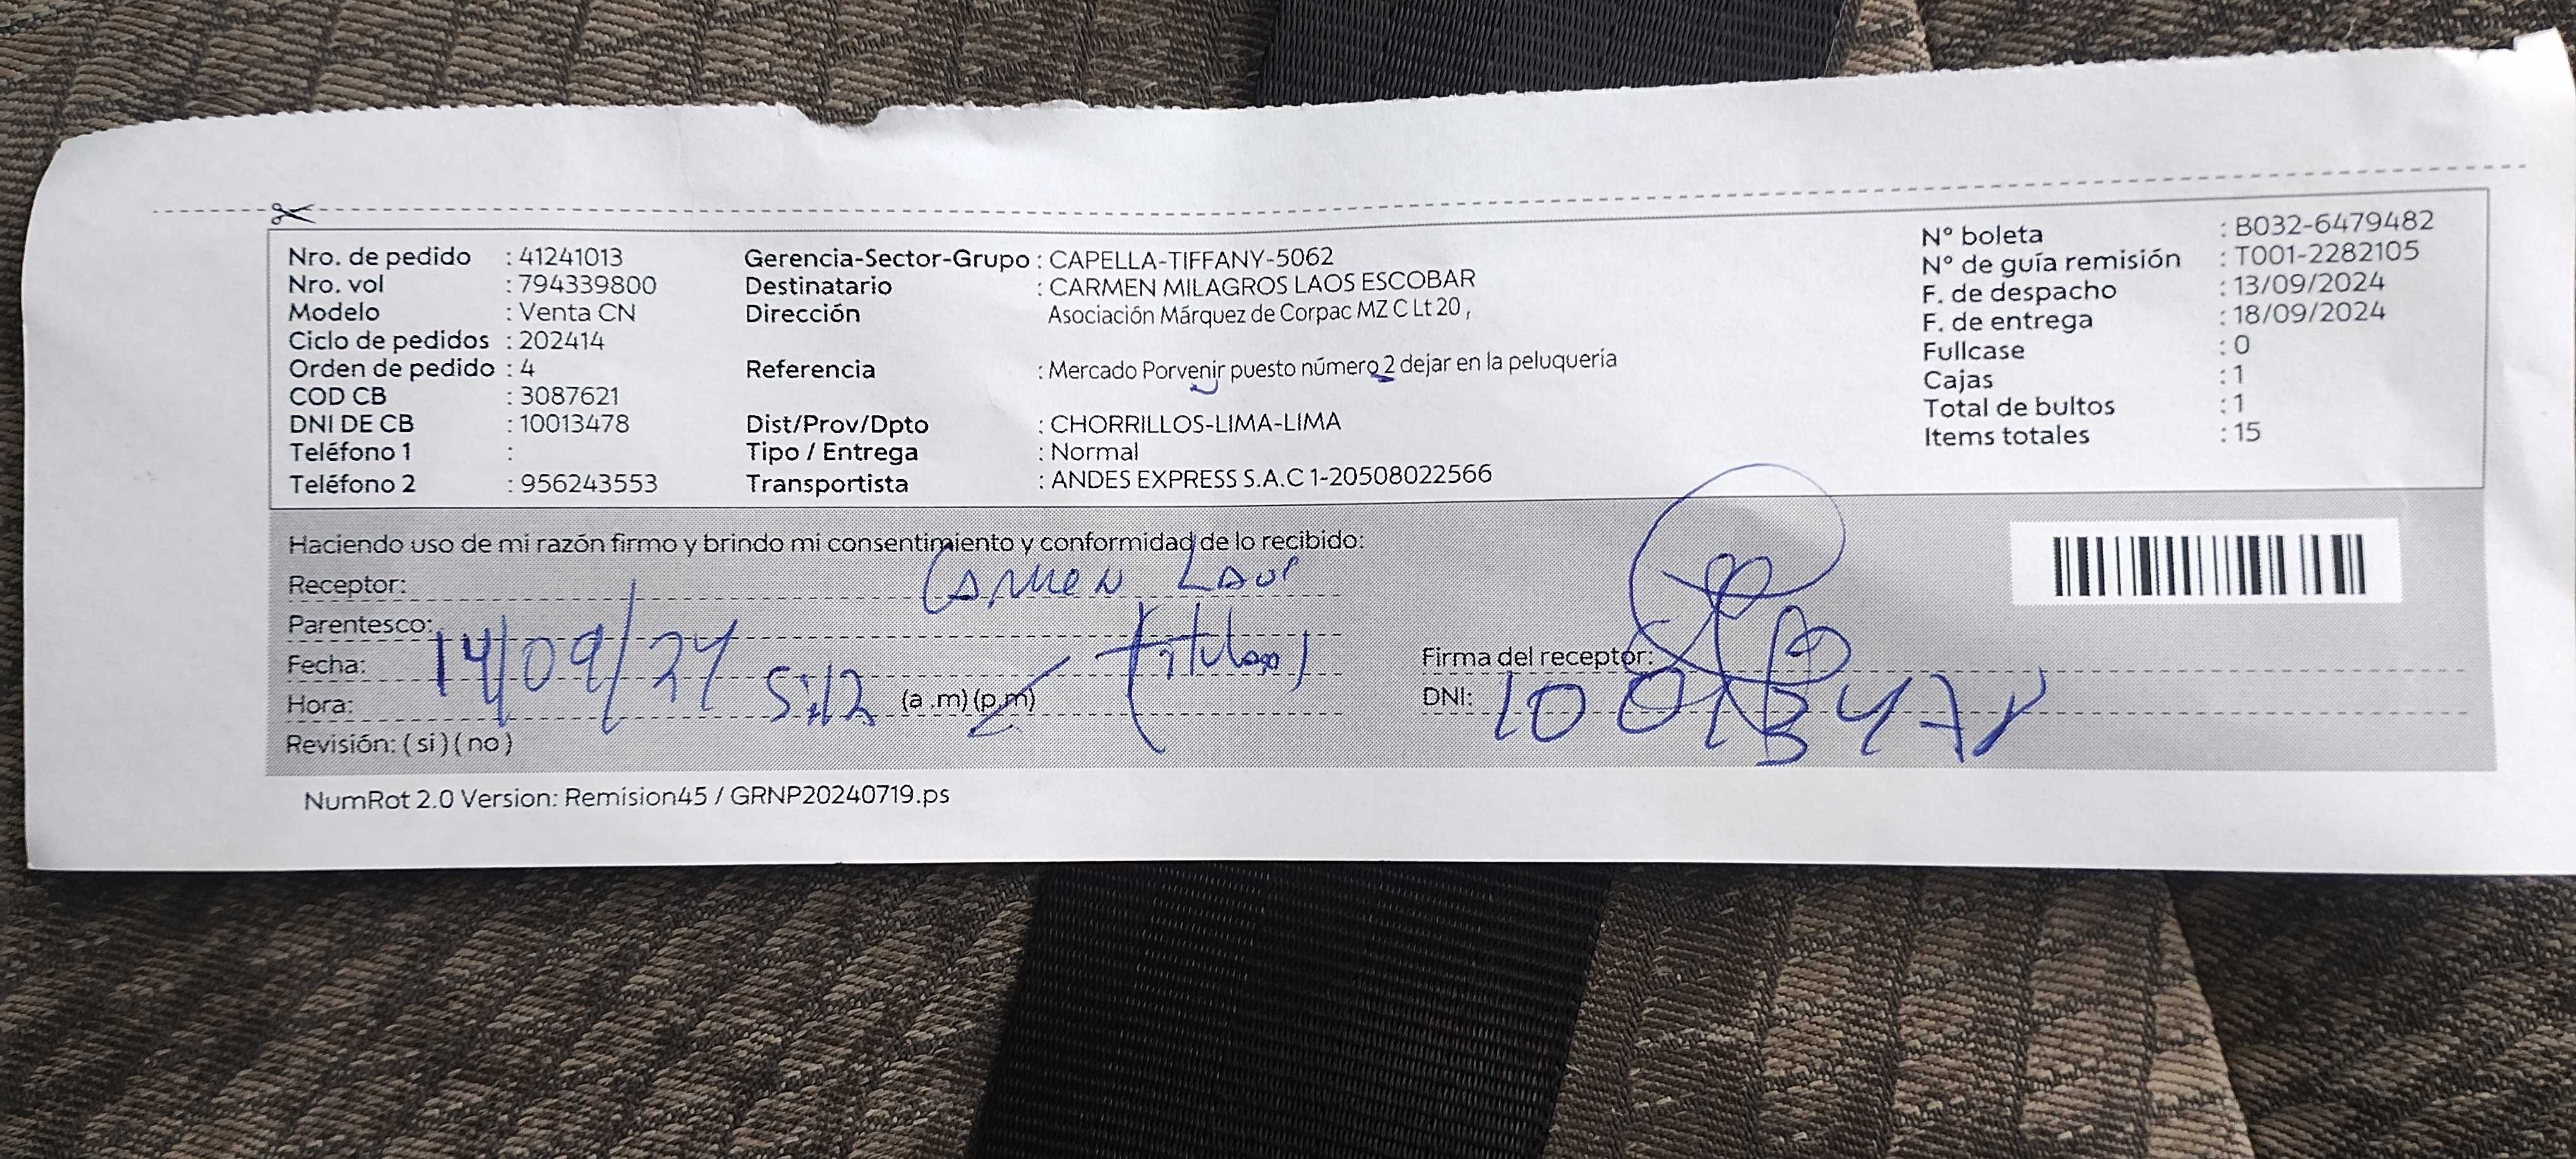 Nro. de pedido : 41241013
Nro. vol : 794339800
Modelo : Venta CN
Ciclo de pedidos : 202414
Orden de pedido : 4
COD CB : 3087621
DNI DE CB : 10013478
Teléfono 1 :
Teléfono 2 : 956243553
Gerencia-Sector-Grupo : CAPELLA-TIFFANY-5062
Destinatario : CARMEN MILAGROS LAOS ESCOBAR
Dirección Asociación Márquez de Corpac MZ C Lt 20 ,
Referencia : Mercado Porvenir puesto número 2 dejar en la peluquería
Dist/Prov/Dpto : CHORRILLOS-LIMA-LIMA
Tipo / Entrega : Normal
Transportista : ANDES EXPRESS S.A.C 1-20508022566
N° boleta : B032-6479482
N° de guía remisión : T001-2282105
F. de despacho : 13/09/2024
F. de entrega : 18/09/2024
Fullcase : 0
Cajas : 1
Total de bultos : 1
Items totales : 15
Haciendo uso de mi razón firmo y brindo mi consentimiento y conformidad de lo recibido:
Receptor: Carmen Laos
Parentesco: (titular)
Fecha: 14/09/24
Hora: 5:12 (a .m) (p.m)
Revisión: ( si ) ( no )
Firma del receptor:
DNI: 10013478
NumRot 2.0 Version: Remision45 / GRNP20240719.ps